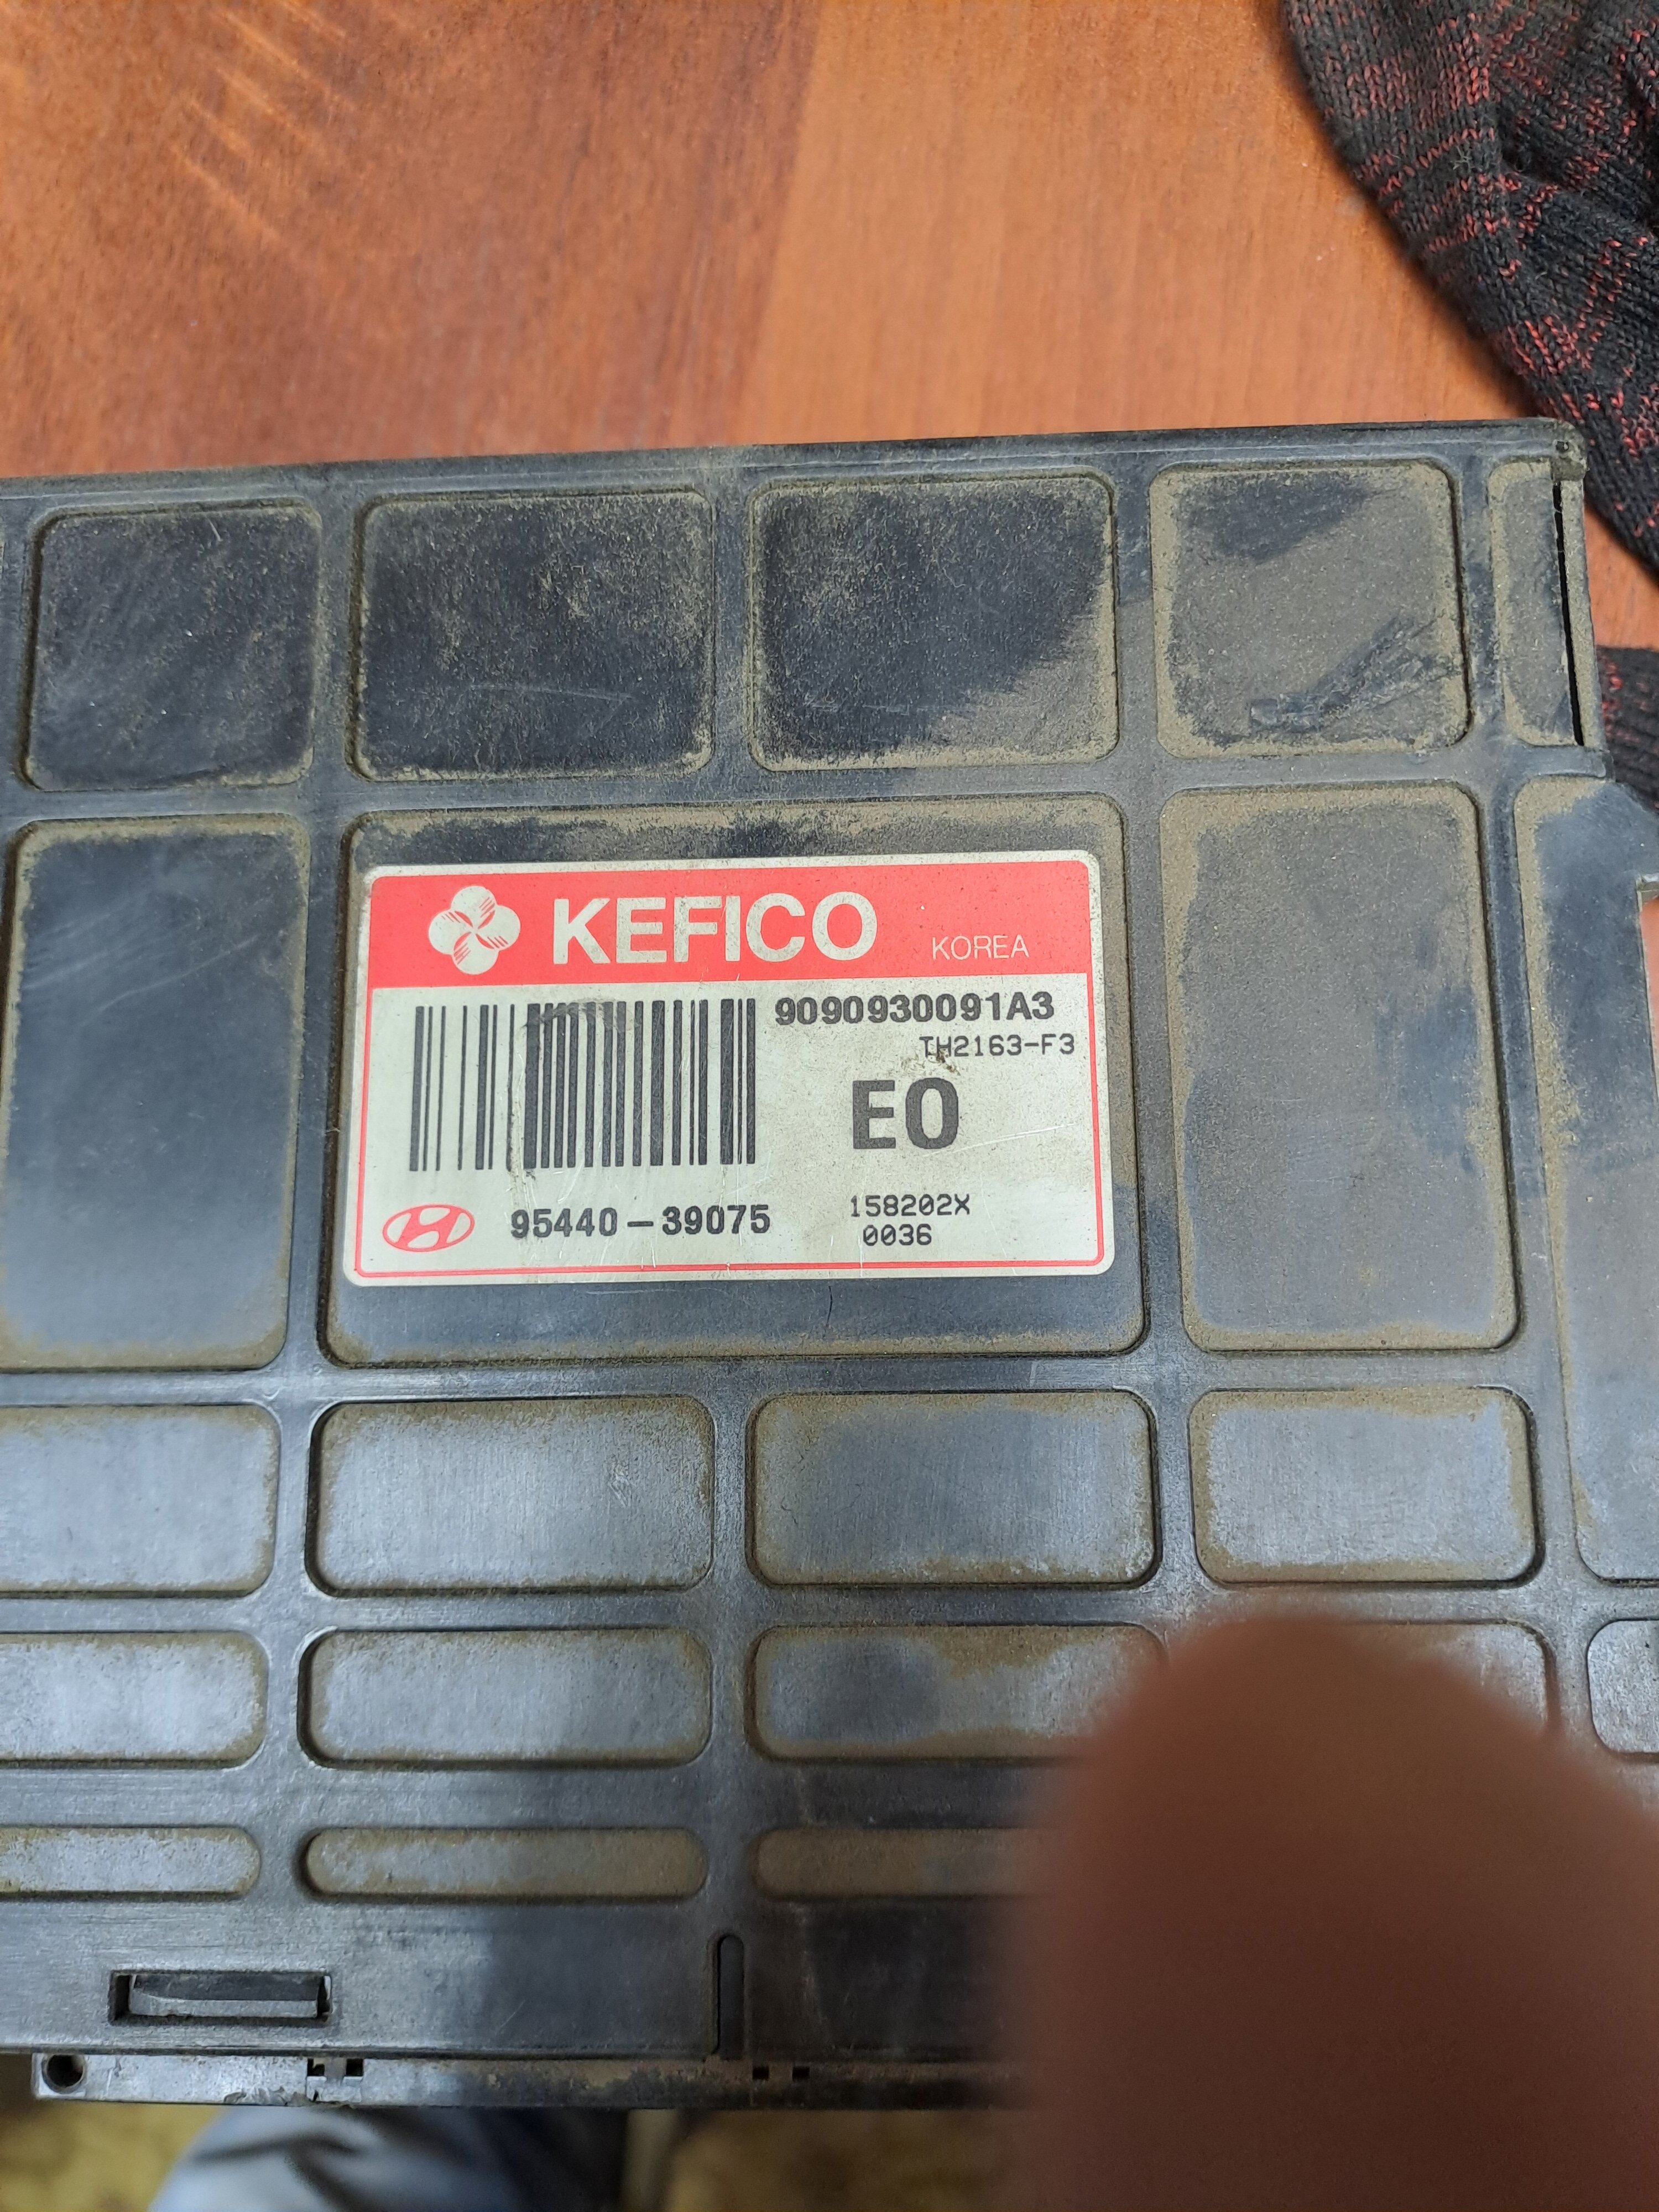 KEFICO KOREA
9090930091A3
TH2163-F3
E0
95440-39075
158202X
0036